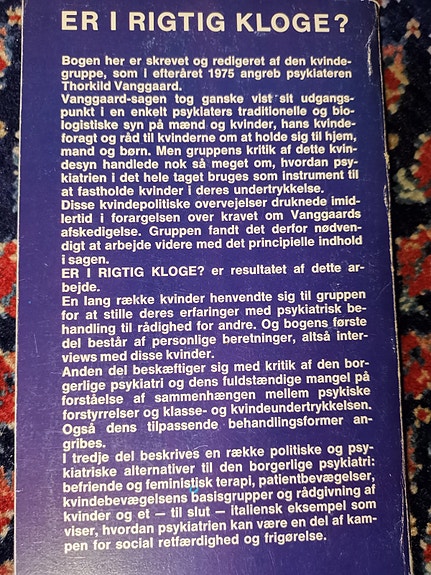 ER I RIGTIG KLOGE?
Bogen her er skrevet og redigeret af den kvinde-
gruppe, som i efteråret 1975 angreb psykiateren
Thorkild Vanggaard.
Vanggaard-sagen tog ganske vist sit udgangs-
punkt i en enkelt psykiaters traditionelle og bio-
logistiske syn på mænd og kvinder, hans kvinde-
foragt og råd til kvinderne om at holde sig til hjem,
mand og børn. Men gruppens kritik af dette kvin-
desyn handlede nok så meget om, hvordan psy-
kiatrien i det hele taget bruges som instrument til
at fastholde kvinder i deres undertrykkelse.
Disse kvindepolitiske overvejelser druknede imid-
lertid i forargelsen over kravet om Vanggaards
afskedigelse. Gruppen fandt det derfor nødven-
digt at arbejde videre med det principielle indhold
i sagen.
ER I RIGTIG KLOGE? er resultatet af dette ar-
bejde.
En lang række kvinder henvendte sig til gruppen
for at stille deres erfaringer med psykiatrisk be-
handling til rådighed for andre. Og bogens første
del består af personlige beretninger, altså inter-
views med disse kvinder.
Anden del beskæftiger sig med kritik af den bor-
gerlige psykiatri og dens fuldstændige mangel på
forståelse af sammenhængen mellem psykiske
forstyrrelser og klasse- og kvindeundertrykkelsen.
Også dens tilpassende behandlingsformer an-
gribes.
I tredje del beskrives en række politiske og psy-
kiatriske alternativer til den borgerlige psykiatri:
befriende og feministisk terapi, patientbevægelser,
kvindebevægelsens basisgrupper og rådgivning af
kvinder og et — til slut — italiensk eksempel som
viser, hvordan psykiatrien kan være en del af kam-
pen for social retfærdighed og frigørelse.